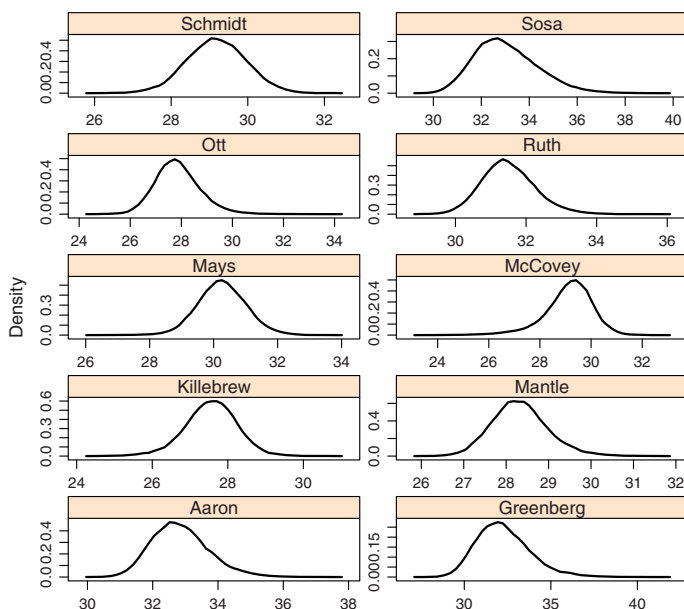 Schmidt
0.0 0.2 0.4
26 28 30 32
Sosa
0.0 0.2
30 32 34 36 38 40
Ott
0.0 0.2 0.4
24 26 28 30 32 34
Ruth
0.0 0.3
30 32 34 36
Mays
0.0 0.3
26 28 30 32 34
McCovey
0.0 0.2 0.4
24 26 28 30 32
Killebrew
0.0 0.3 0.6
24 26 28 30
Mantle
0.0 0.4
26 27 28 29 30 31 32
Aaron
0.0 0.2 0.4
30 32 34 36 38
Greenberg
0.00 0.15
30 35 40
Density